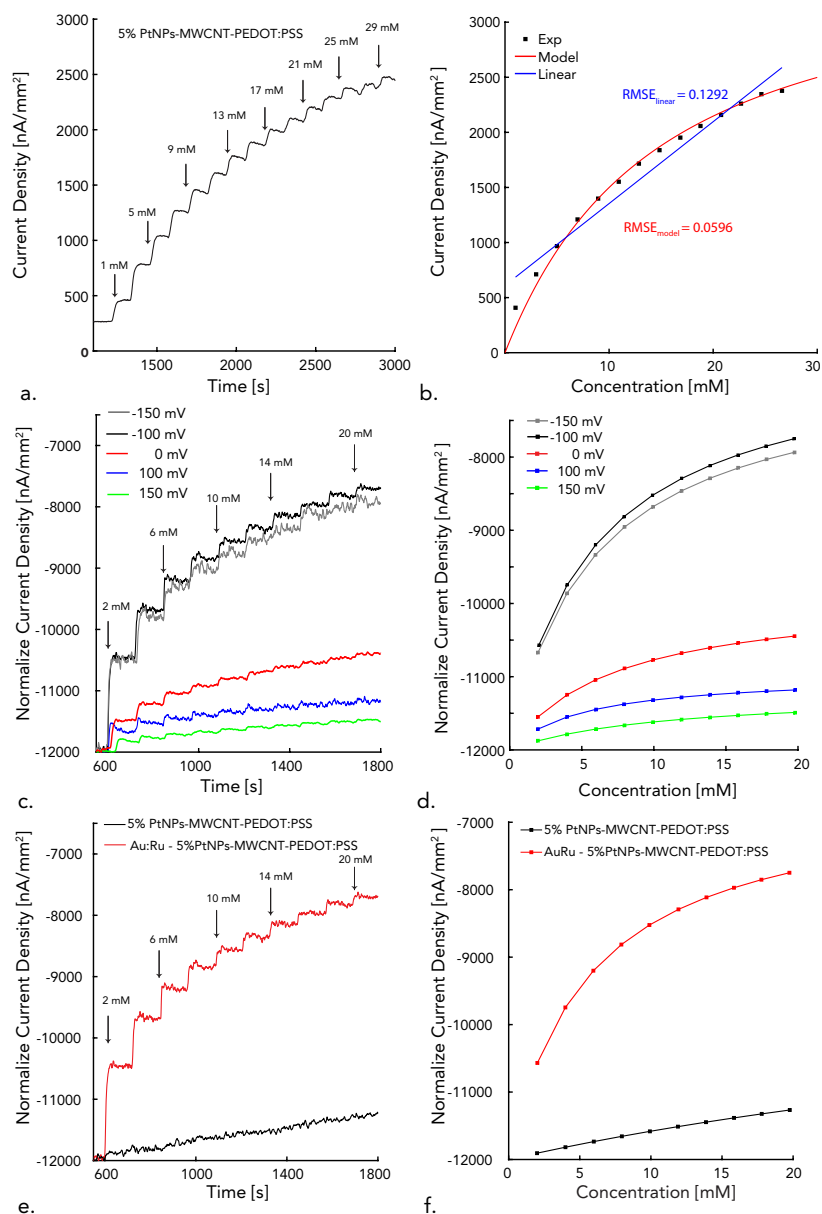 5% PtNPs-MWCNT-PEDOT:PSS
1 mM
5 mM
9 mM
13 mM
17 mM
21 mM
25 mM
29 mM
Current Density [nA/mm²]
3000
2500
2000
1500
1000
500
0
1500
2000
2500
3000
Time [s]
a.
Exp
Model
Linear
RMSE_linear = 0.1292
RMSE_model = 0.0596
Current Density [nA/mm²]
3000
2500
2000
1500
1000
500
0
10
20
30
Concentration [mM]
b.
-150 mV
-100 mV
0 mV
100 mV
150 mV
2 mM
6 mM
10 mM
14 mM
20 mM
Normalize Current Density [nA/mm²]
-7000
-8000
-9000
-10000
-11000
-12000
600
1000
1400
1800
Time [s]
c.
-150 mV
-100 mV
0 mV
100 mV
150 mV
Normalize Current Density [nA/mm²]
-8000
-9000
-10000
-11000
-12000
0
5
10
15
20
Concentration [mM]
d.
5% PtNPs-MWCNT-PEDOT:PSS
Au:Ru - 5%PtNPs-MWCNT-PEDOT:PSS
2 mM
6 mM
10 mM
14 mM
20 mM
Normalize Current Density [nA/mm²]
-7000
-8000
-9000
-10000
-11000
-12000
600
1000
1400
1800
Time [s]
e.
5% PtNPs-MWCNT-PEDOT:PSS
AuRu - 5%PtNPs-MWCNT-PEDOT:PSS
Normalize Current Density [nA/mm²]
-7000
-8000
-9000
-10000
-11000
-12000
0
5
10
15
20
Concentration [mM]
f.